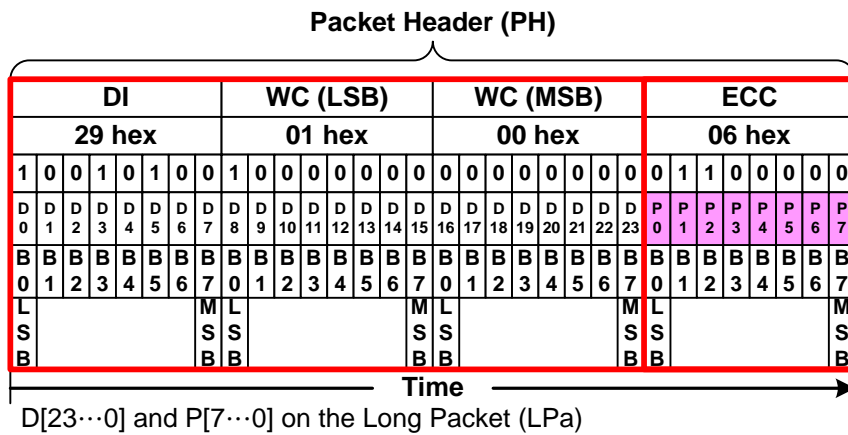 Packet Header (PH)
DI WC (LSB) WC (MSB) ECC
29 hex 01 hex 00 hex 06 hex
1 0 0 1 0 1 0 0 1 0 0 0 0 0 0 0 0 0 0 0 0 0 0 0 0 1 1 0 0 0 0 0
D0 D1 D2 D3 D4 D5 D6 D7 D8 D9 D10 D11 D12 D13 D14 D15 D16 D17 D18 D19 D20 D21 D22 D23 P0 P1 P2 P3 P4 P5 P6 P7
B0 B1 B2 B3 B4 B5 B6 B7 B0 B1 B2 B3 B4 B5 B6 B7 B0 B1 B2 B3 B4 B5 B6 B7 B0 B1 B2 B3 B4 B5 B6 B7
LSB MSB LSB MSB LSB MSB LSB MSB
Time
D[23⋯0] and P[7⋯0] on the Long Packet (LPa)